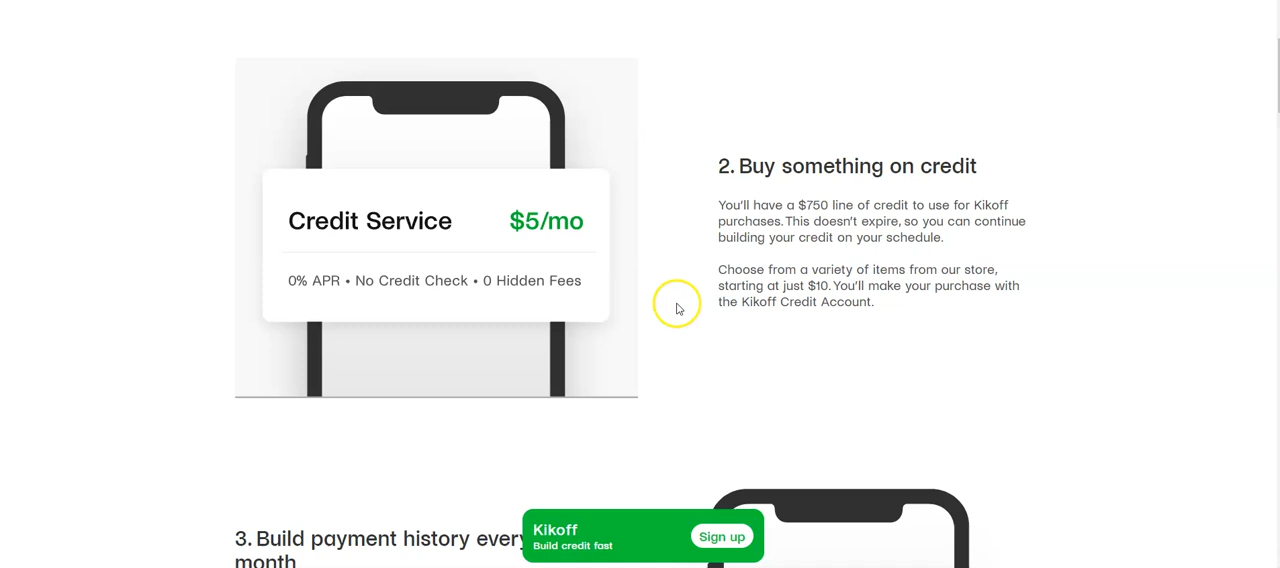 Credit Service $5/mo
0% APR • No Credit Check • 0 Hidden Fees
2. Buy something on credit
You'll have a $750 line of credit to use for Kikoff
purchases. This doesn't expire, so you can continue
building your credit on your schedule.
Choose from a variety of items from our store,
starting at just $10. You'll make your purchase with
the Kikoff Credit Account.
3. Build payment history every
month
Kikoff
Build credit fast
Sign up